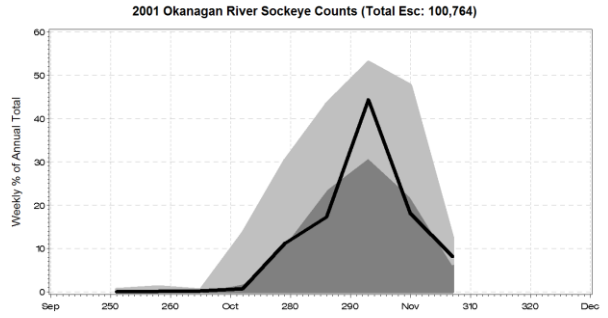 2001 Okanagan River Sockeye Counts (Total Esc: 100,764)
Weekly % of Annual Total
60
50
40
30
20
10
0
Sep 250 260 Oct 280 290 Nov 310 320 Dec